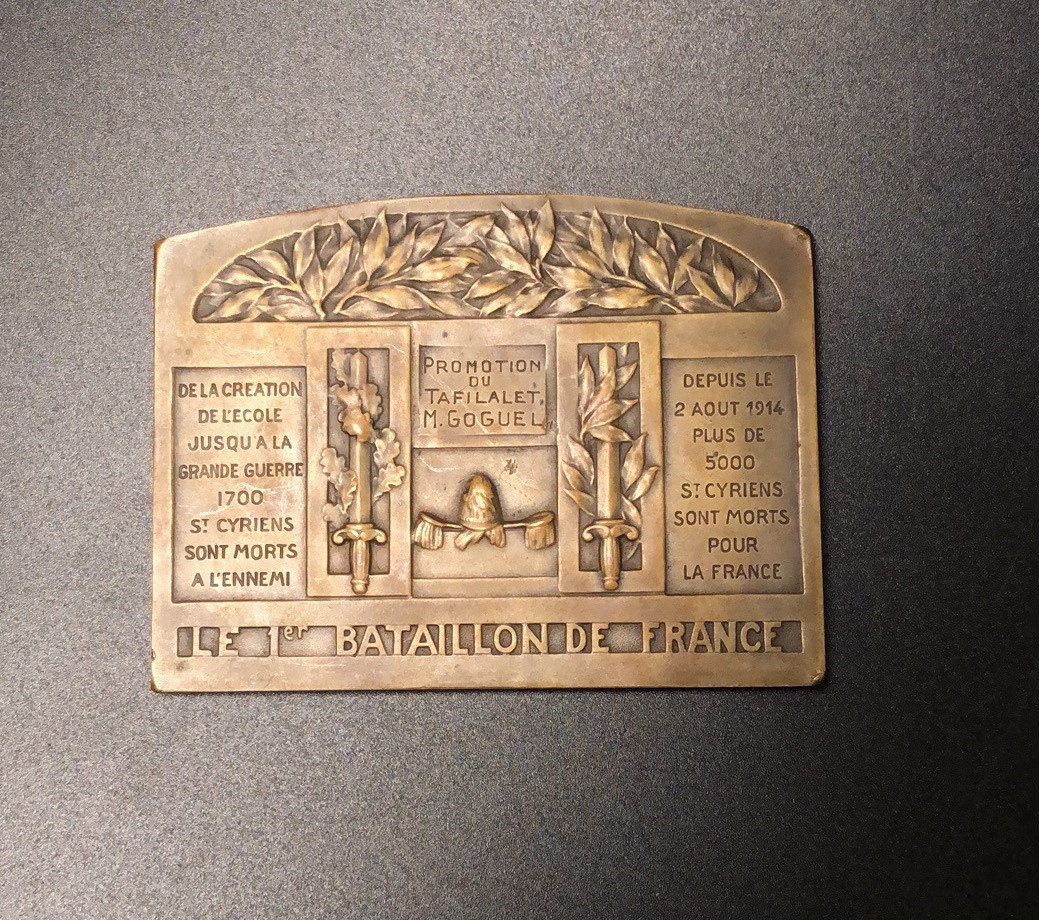 PROMOTION
DU
TAFILALET.
M. GOGUEL
DE LA CREATION
DE L'ECOLE
JUSQU'A LA
GRANDE GUERRE
1700
ST CYRIENS
SONT MORTS
A L'ENNEMI
DEPUIS LE
2 AOUT 1914
PLUS DE
5000
ST CYRIENS
SONT MORTS
POUR
LA FRANCE
LE 1er BATAILLON DE FRANCE